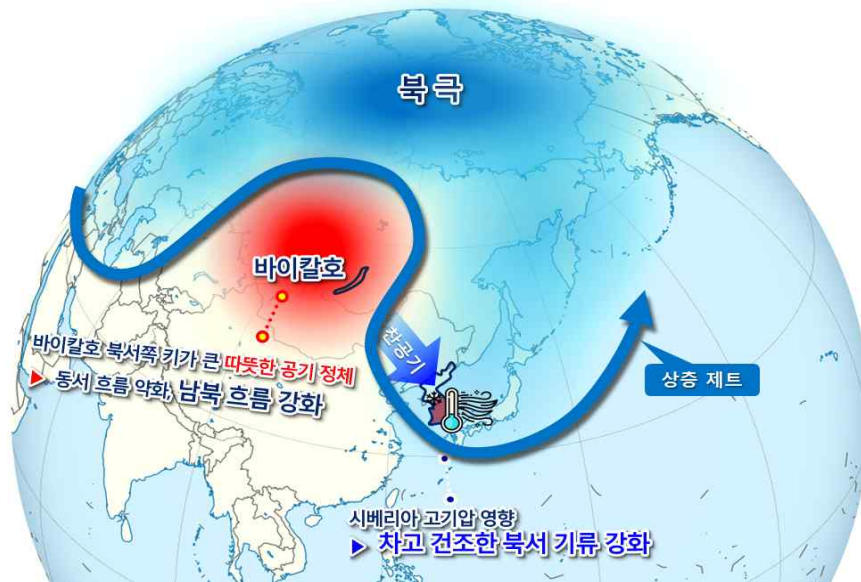 북극
바이칼호
바이칼호 북서쪽 키가 큰 따뜻한 공기 정체
▶ 동서 흐름 약화, 남북 흐름 강화
찬공기
상층 제트
시베리아 고기압 영향
▶ 차고 건조한 북서 기류 강화